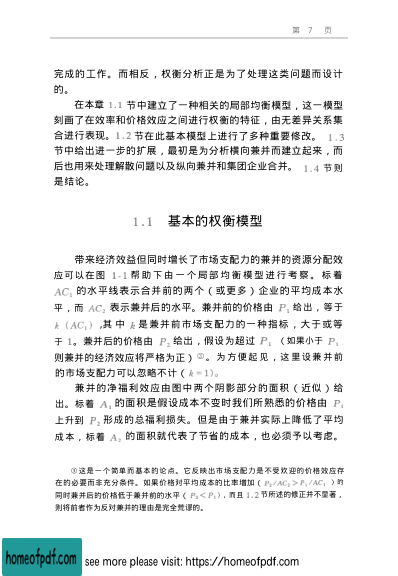 第 7 页
完成的工作。而相反，权衡分析正是为了处理这类问题而设计
的。
在本章 1.1 节中建立了一种相关的局部均衡模型，这一模型
刻画了在效率和价格效应之间进行权衡的特征，由无差异关系集
合进行表现。1.2 节在此基本模型上进行了多种重要修改。 1.3
节中给出进一步的扩展，最初是为分析横向兼并而建立起来，而
后也用来处理解散问题以及纵向兼并和集团企业合并。 1.4 节则
是结论。
1.1 基本的权衡模型
带来经济效益但同时增长了市场支配力的兼并的资源分配效
应可以在图 1-1 帮助下由一个局部均衡模型进行考察。标着
AC₁ 的水平线表示合并前的两个（或更多）企业的平均成本水
平，而 AC₂ 表示兼并后的水平。兼并前的价格由 P₁ 给出，等于
k（AC₁）,其中 k 是兼并前市场支配力的一种指标，大于或等
于 1。兼并后的价格由 P₂ 给出，假设为超过 P₁ （如果小于 P₁
则兼并的经济效应将严格为正）②。为方便起见，这里设兼并前
的市场支配力可以忽略不计（k＝1）。
兼并的净福利效应由图中两个阴影部分的面积（近似）给
出。标着 A₁ 的面积是假设成本不变时我们所熟悉的价格由 P₁
上升到 P₂ 形成的总福利损失。但是由于兼并实际上降低了平均
成本，标着 A₂ 的面积就代表了节省的成本，也必须予以考虑。
②这是一个简单而基本的论点。它反映出市场支配力是不受欢迎的价格效应存
在的必要而非充分条件。如果价格对平均成本的比率增加（P₂/AC₂＞P₁/AC₁ ）的
同时兼并后的价格低于兼并前的水平（ P₂＜P₁），而且 1.2 节所述的修正并不显著，
则将前者作为反对兼并的理由是完全荒谬的。
homeofpdf.com
see more please visit: https://homeofpdf.com